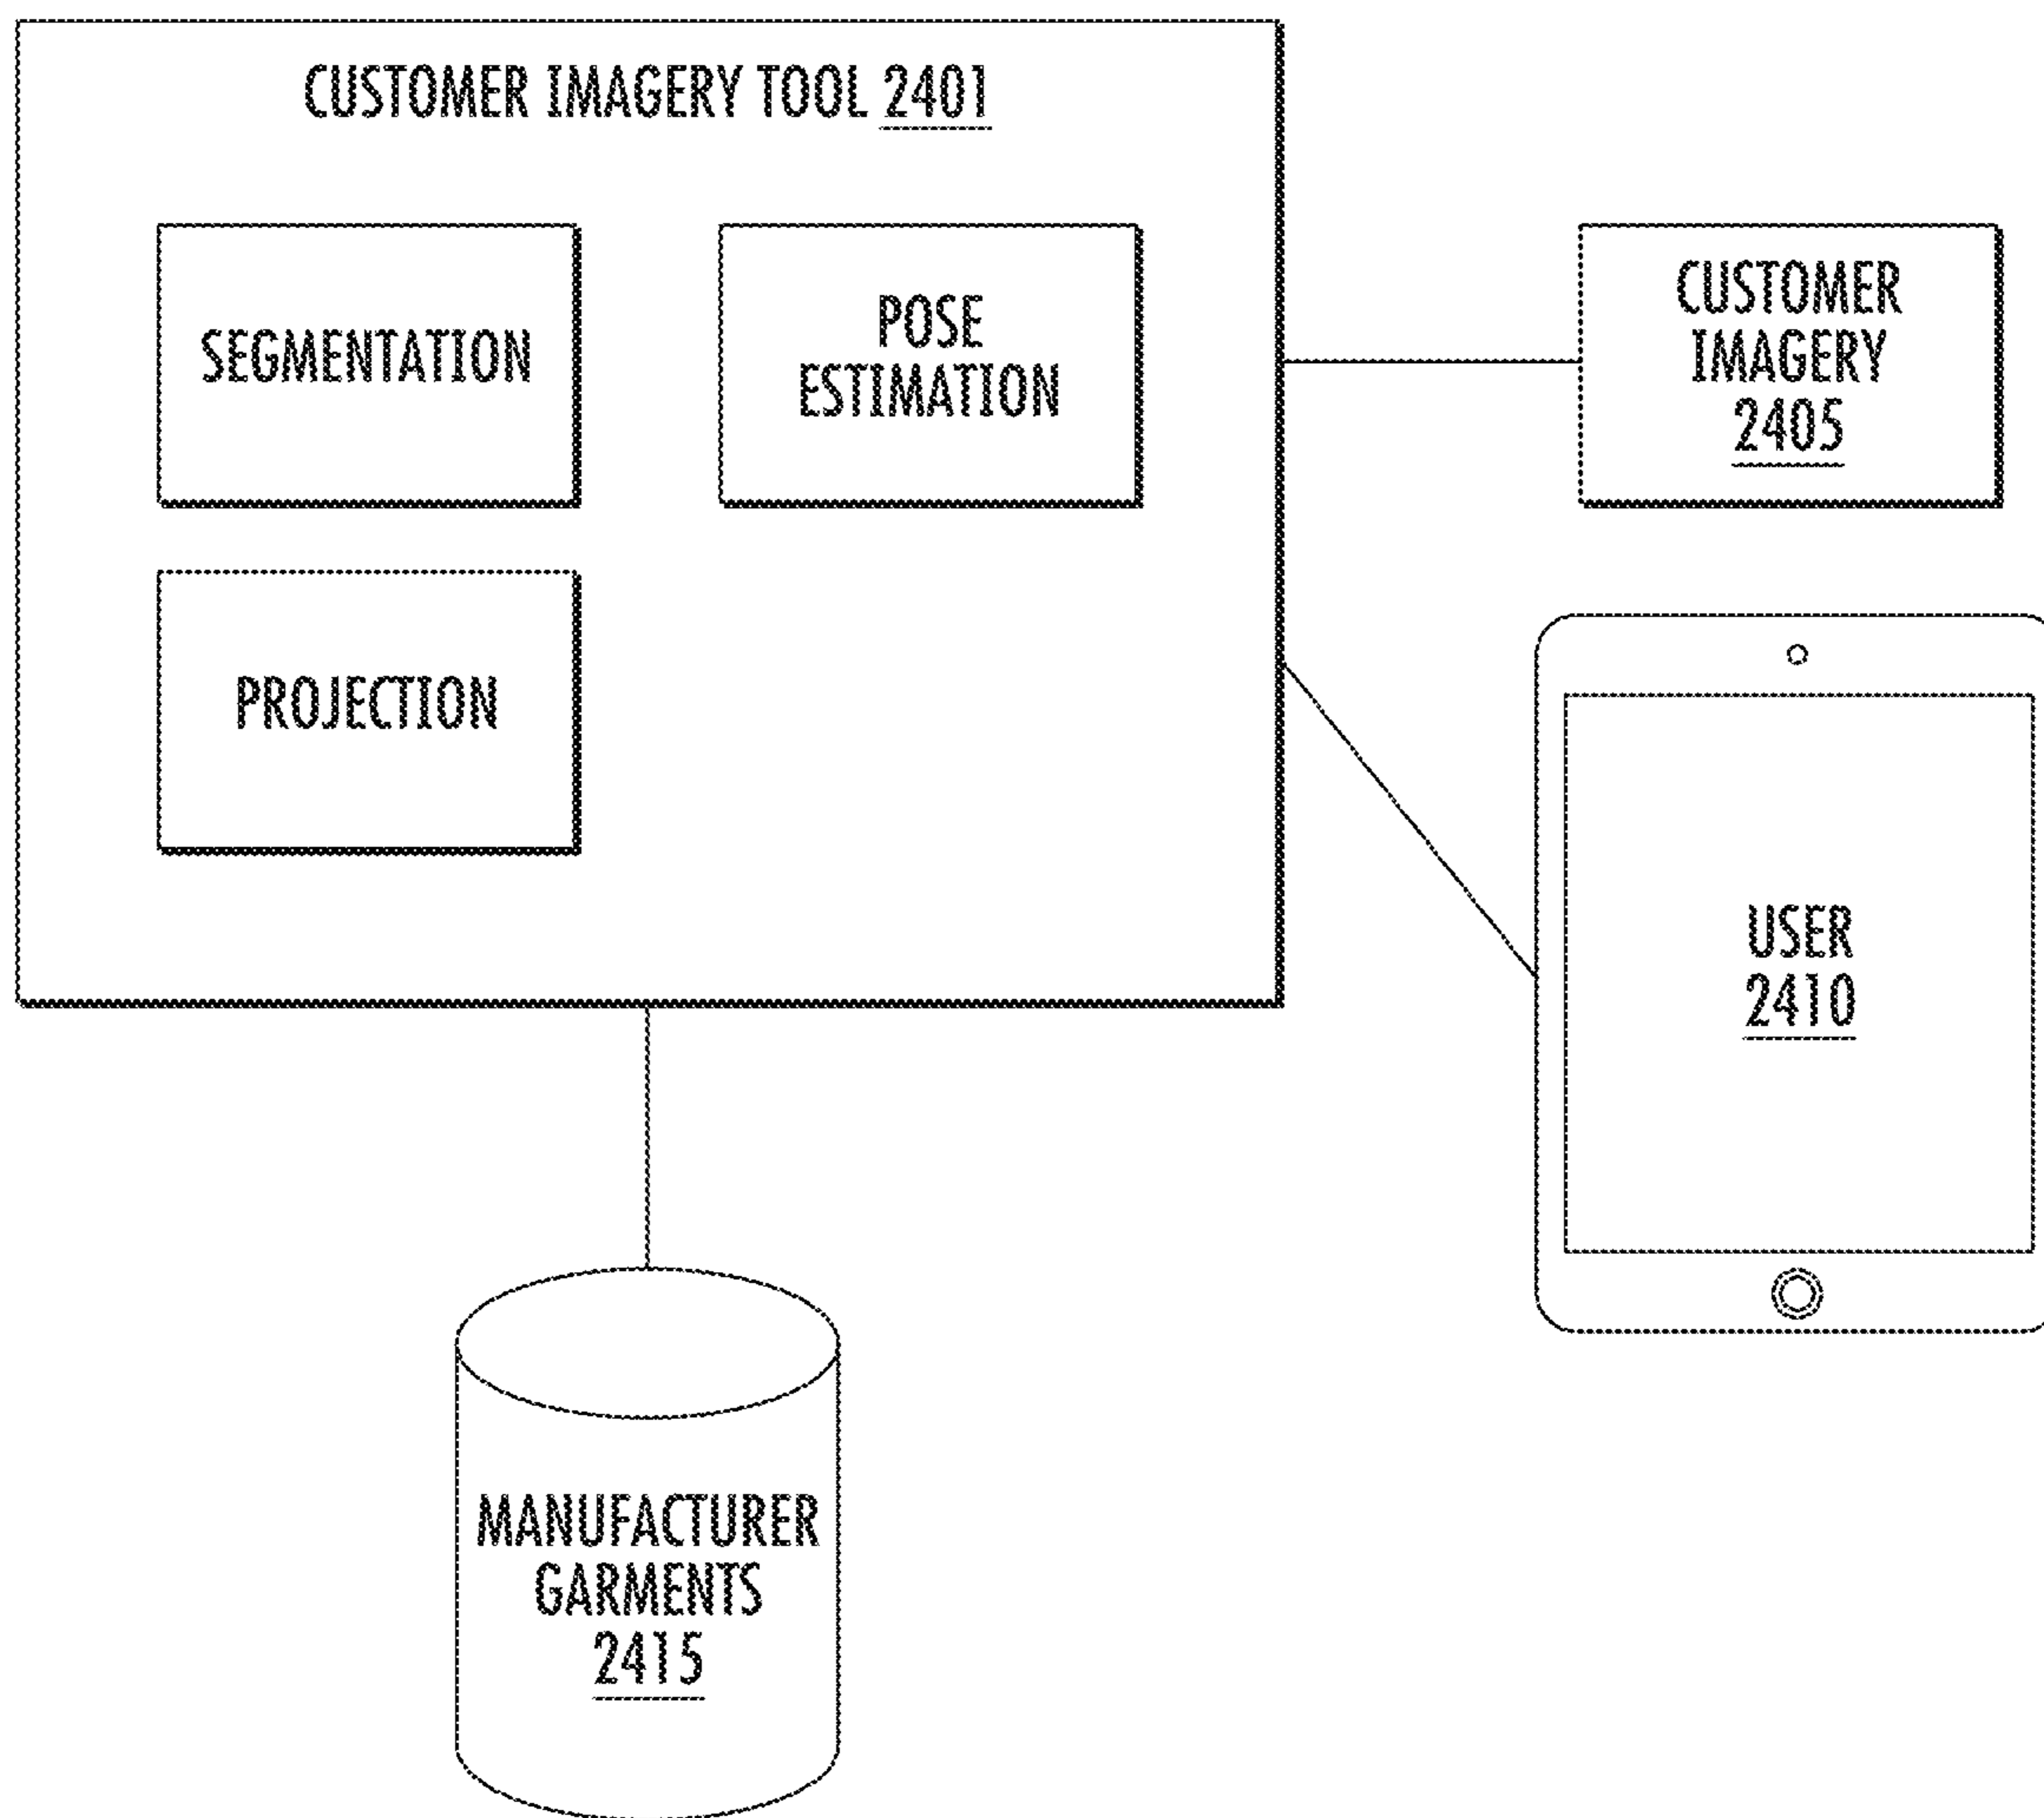 CUSTOMER IMAGERY TOOL 2401
SEGMENTATION
POSE
ESTIMATION
CUSTOMER
IMAGERY
2405
PROJECTION
USER
2410
MANUFACTURER
GARMENTS
2415